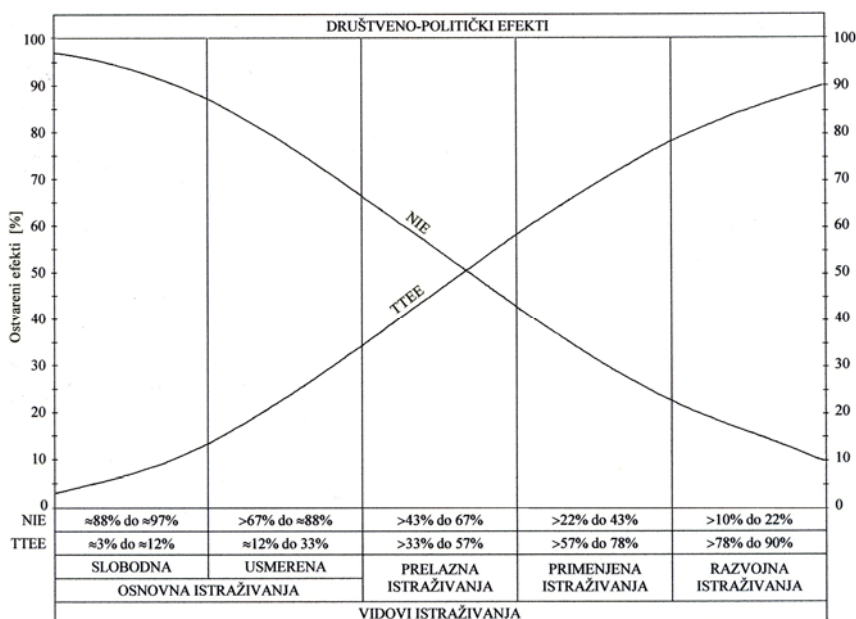 DRUŠTVENO-POLITIČKI EFEKTI
100 100
90 90
80 80
70 70
60 60
50 50
40 40
30 30
20 20
10 10
0 0
Ostvareni efekti [%]
NIE
TTEE
NIE ≈88% do ≈97% >67% do ≈88% >43% do 67% >22% do 43% >10% do 22%
TTEE ≈3% do ≈12% ≈12% do 33% >33% do 57% >57% do 78% >78% do 90%
SLOBODNA USMERENA PRELAZNA PRIMENJENA RAZVOJNA
ISTRAŽIVANJA ISTRAŽIVANJA ISTRAŽIVANJA
OSNOVNA ISTRAŽIVANJA
VIDOVI ISTRAŽIVANJA